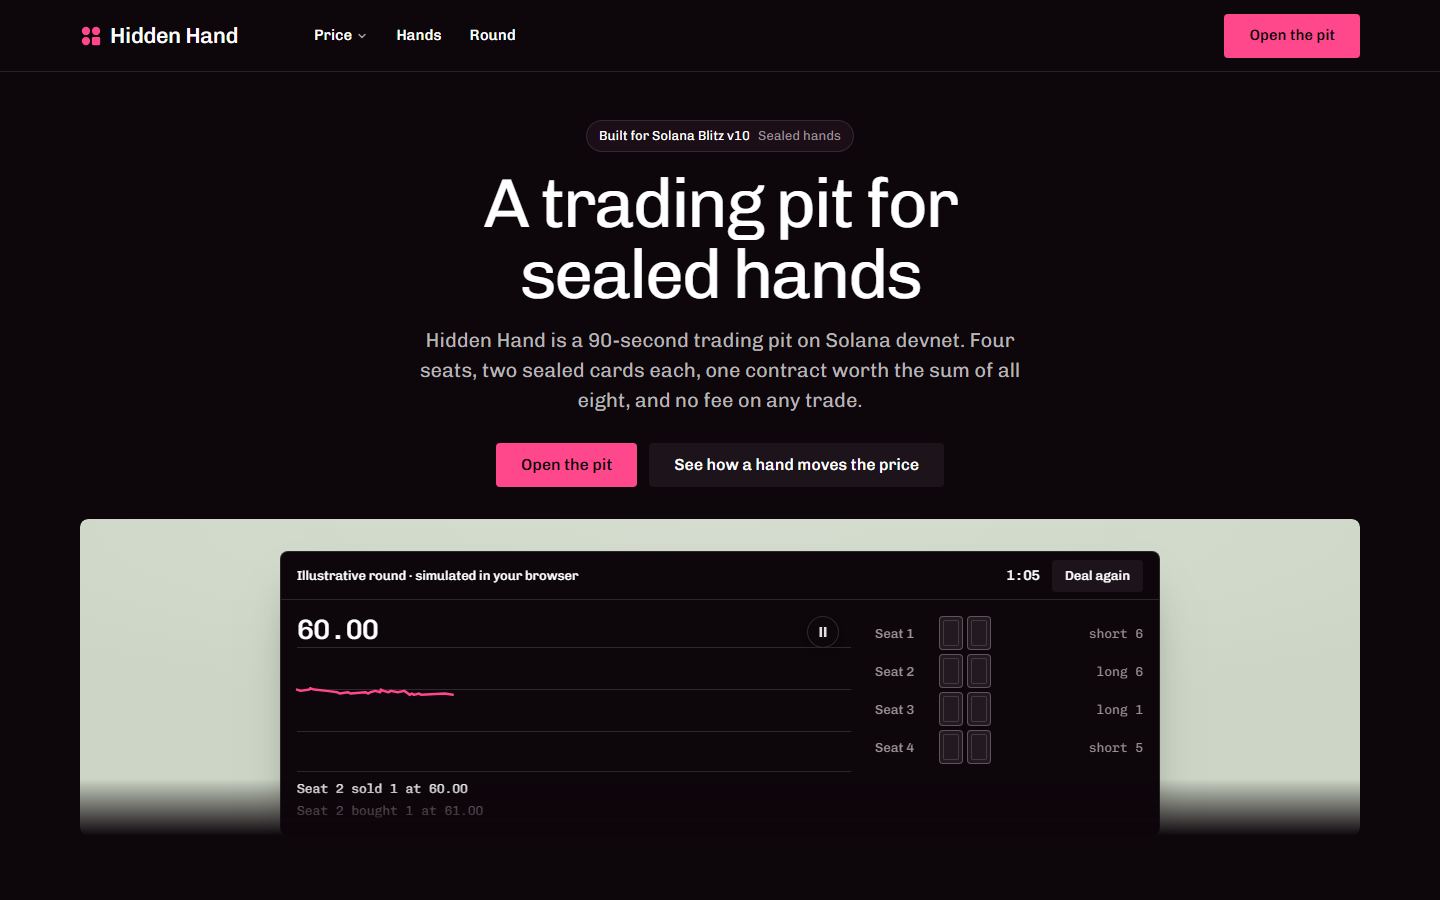 Hidden Hand
Price
Hands
Round
Open the pit
Built for Solana Blitz v10 Sealed hands
A trading pit for
sealed hands
Hidden Hand is a 90-second trading pit on Solana devnet. Four
seats, two sealed cards each, one contract worth the sum of all
eight, and no fee on any trade.
Open the pit
See how a hand moves the price
Illustrative round · simulated in your browser
1:05
Deal again
60.00
Seat 1 short 6
Seat 2 long 6
Seat 3 long 1
Seat 4 short 5
Seat 2 sold 1 at 60.00
Seat 2 bought 1 at 61.00